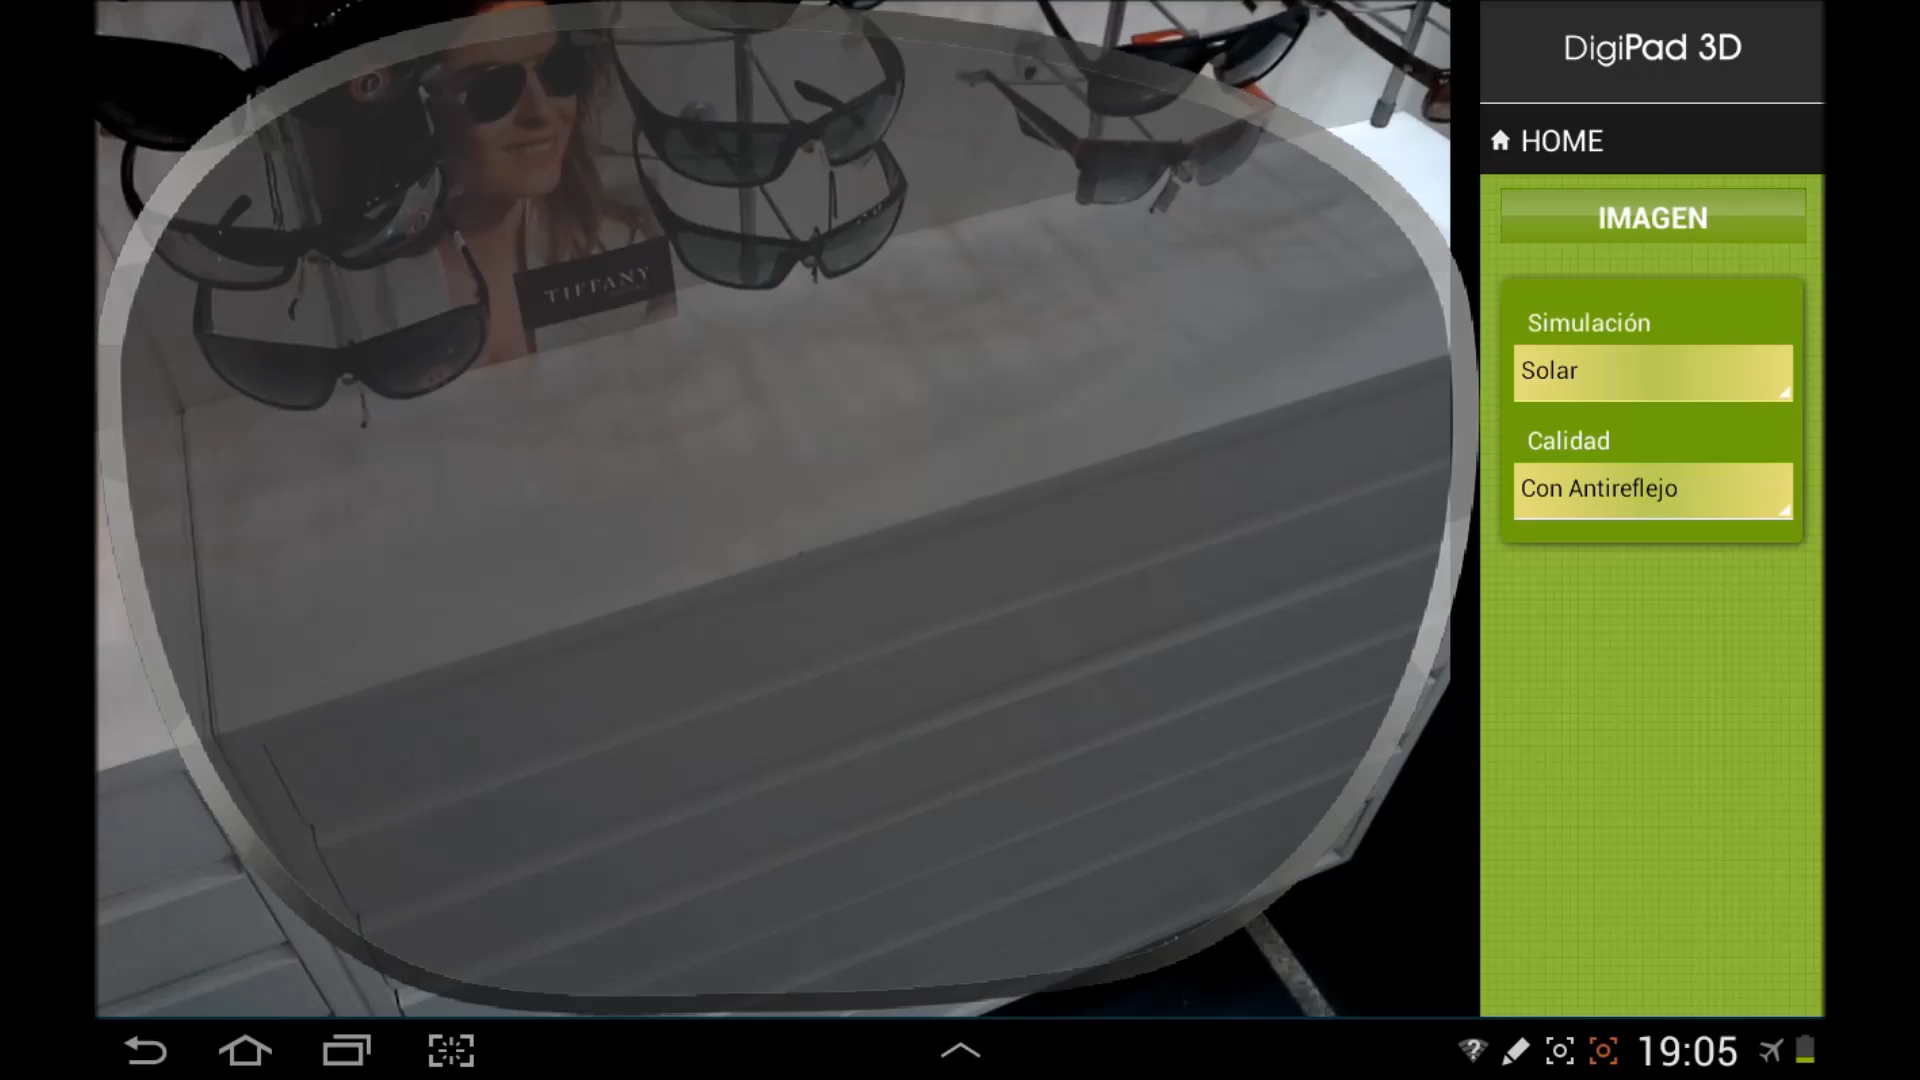 TIFFANY
DigiPad 3D
HOME
IMAGEN
Simulación
Solar
Calidad
Con Antireflejo
19:05